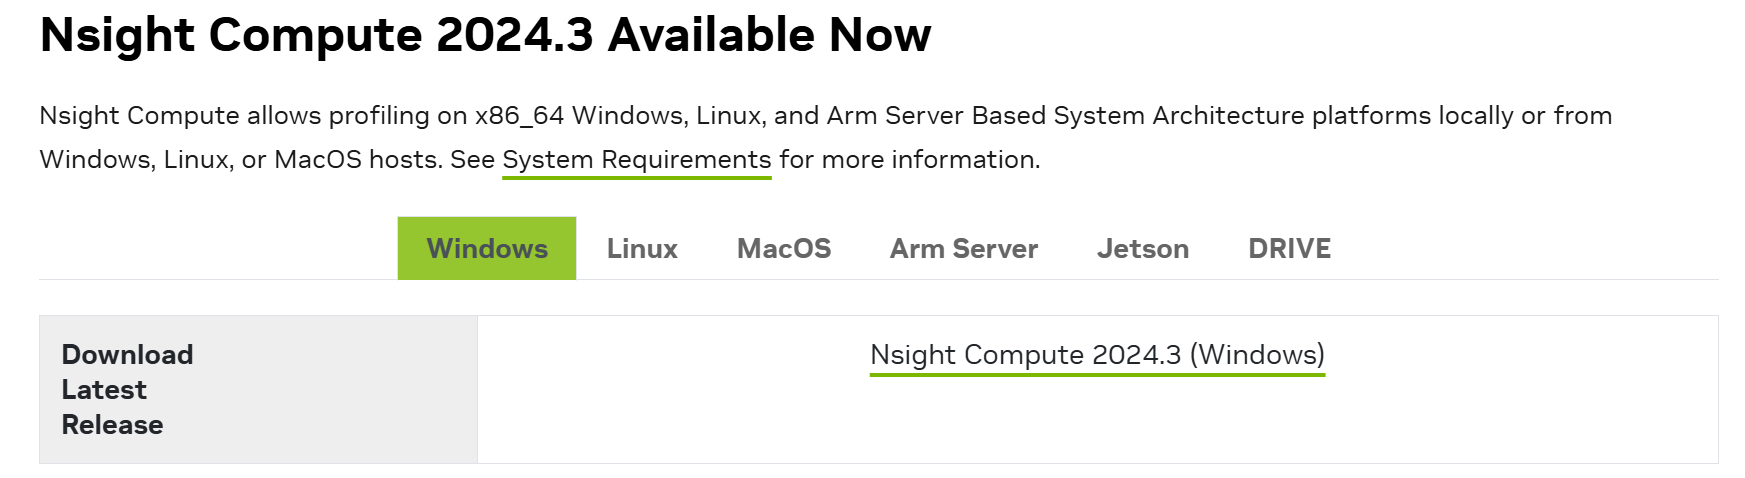 Nsight Compute 2024.3 Available Now
Nsight Compute allows profiling on x86_64 Windows, Linux, and Arm Server Based System Architecture platforms locally or from
Windows, Linux, or MacOS hosts. See System Requirements for more information.
Windows Linux MacOS Arm Server Jetson DRIVE
Download
Latest
Release
Nsight Compute 2024.3 (Windows)